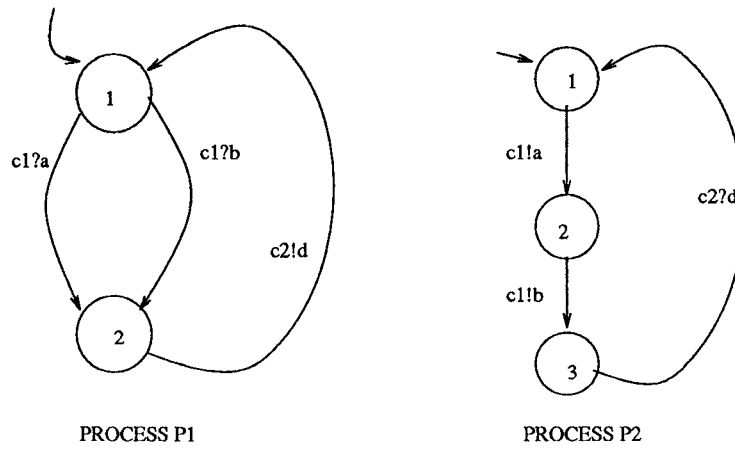 1
c1?a
c1?b
c2!d
2
PROCESS P1
1
c1!a
2
c1!b
3
c2?d
PROCESS P2